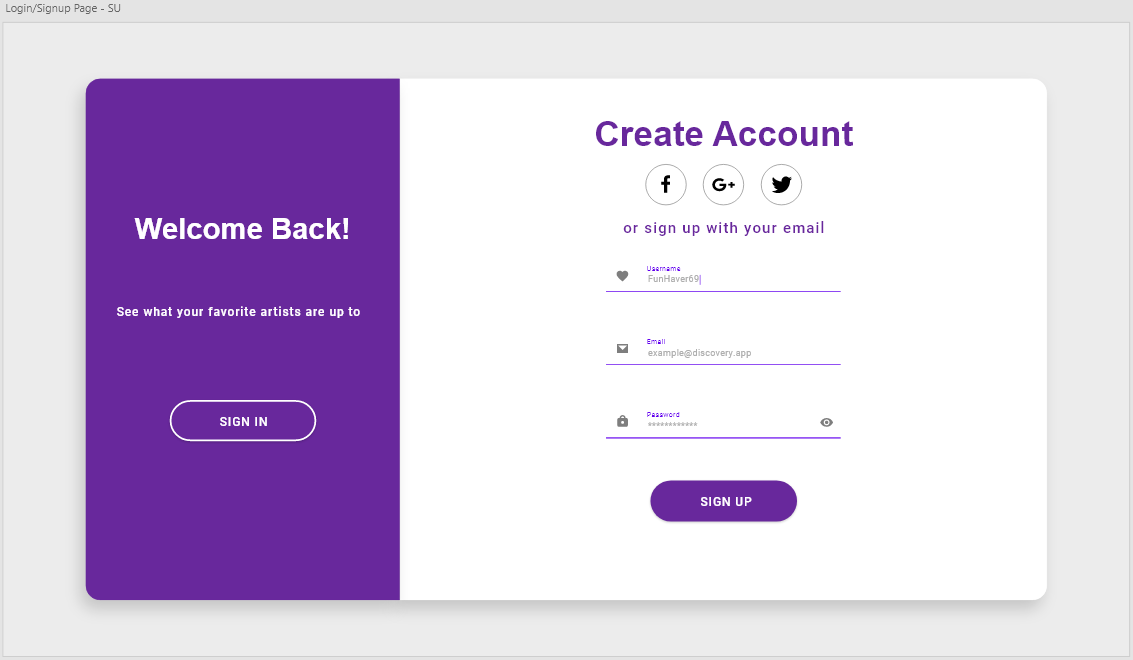 Login/Signup Page - SU
Welcome Back!
See what your favorite artists are up to
SIGN IN
Create Account
f
G+
or sign up with your email
Username
FunHaver69
Email
example@discovery.app
Password
************
SIGN UP